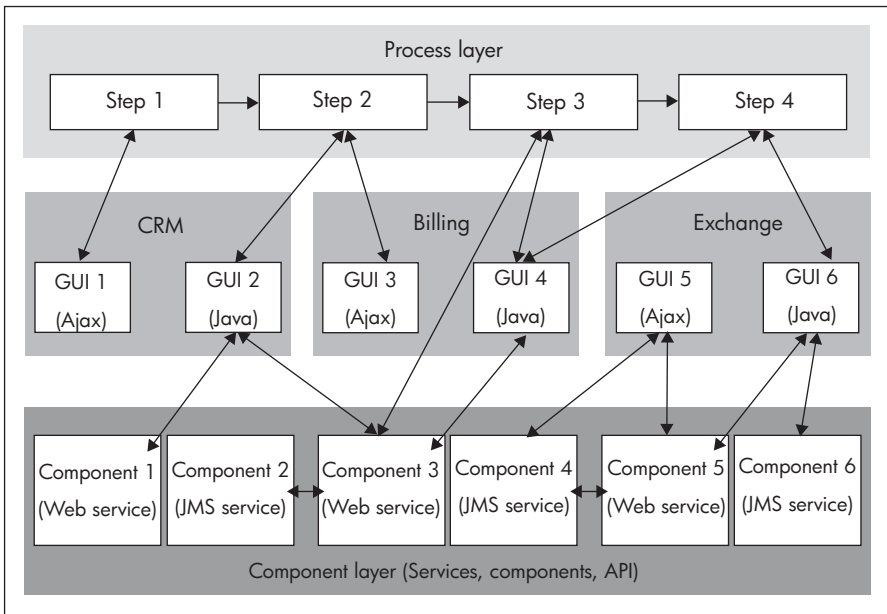 Process layer
Step 1
Step 2
Step 3
Step 4
CRM
Billing
Exchange
GUI 1
(Ajax)
GUI 2
(Java)
GUI 3
(Ajax)
GUI 4
(Java)
GUI 5
(Ajax)
GUI 6
(Java)
Component 1
(Web service)
Component 2
(JMS service)
Component 3
(Web service)
Component 4
(JMS service)
Component 5
(Web service)
Component 6
(JMS service)
Component layer (Services, components, API)